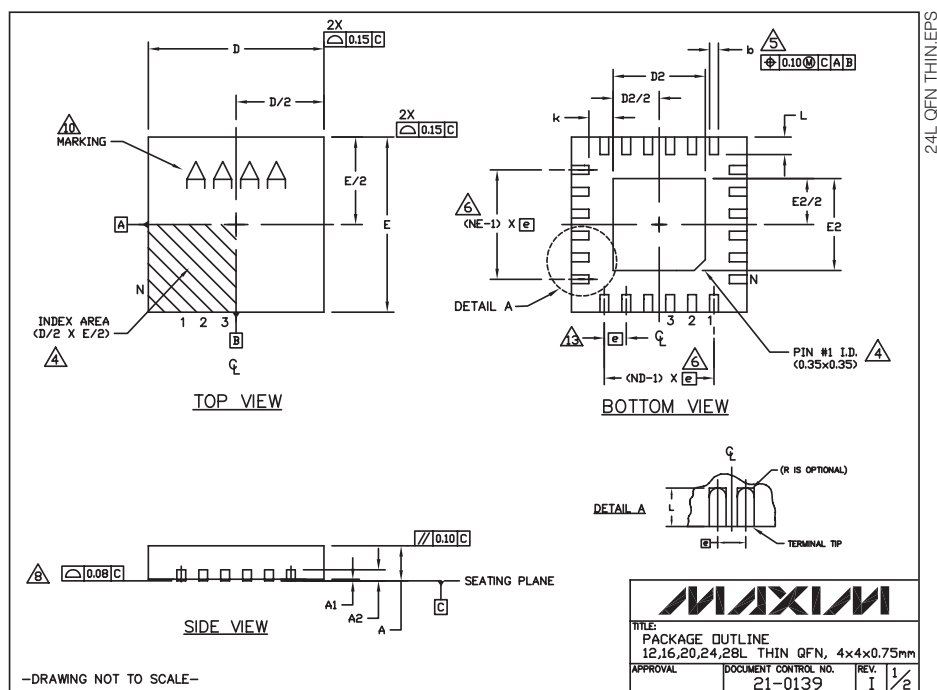 24L QFN THIN.EPS
2X
D
0.15 C
D/2
2X
0.15 C
10
MARKING
E/2
E
A
N
INDEX AREA
(D/2 X E/2)
4
1 2 3
B
CL
TOP VIEW
5
b
0.10 M C A B
D2
D2/2
k
L
6
(NE-1) X e
E2/2
E2
DETAIL A
N
3 2 1
13
e
CL
6
(ND-1) X e
PIN #1 I.D.
(0.35x0.35)
4
BOTTOM VIEW
CL
(R IS OPTIONAL)
DETAIL A
L
e
TERMINAL TIP
// 0.10 C
8
0.08 C
SEATING PLANE
A1
A2
A
C
SIDE VIEW
-DRAWING NOT TO SCALE-
MAXIM
TITLE:
PACKAGE OUTLINE
12,16,20,24,28L THIN QFN, 4x4x0.75mm
APPROVAL
DOCUMENT CONTROL NO.
21-0139
REV.
I
1/2